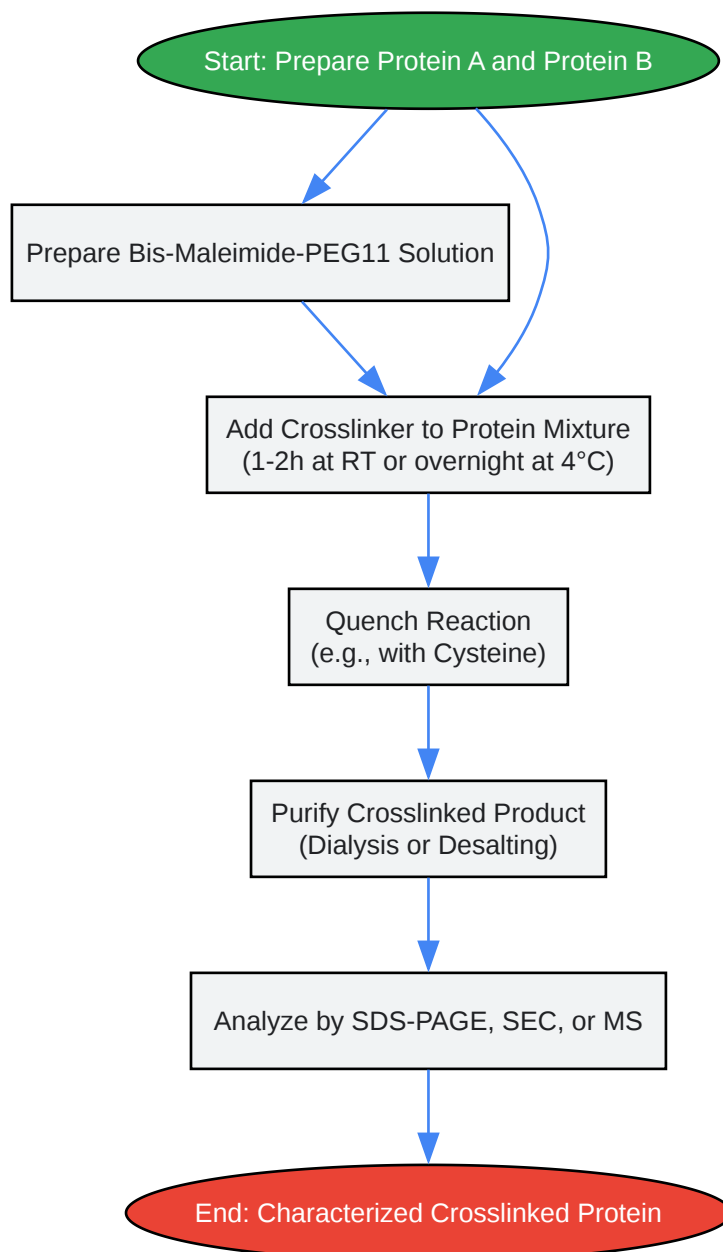 Start: Prepare Protein A and Protein B
Prepare Bis-Maleimide-PEG11 Solution
Add Crosslinker to Protein Mixture
(1-2h at RT or overnight at 4°C)
Quench Reaction
(e.g., with Cysteine)
Purify Crosslinked Product
(Dialysis or Desalting)
Analyze by SDS-PAGE, SEC, or MS
End: Characterized Crosslinked Protein